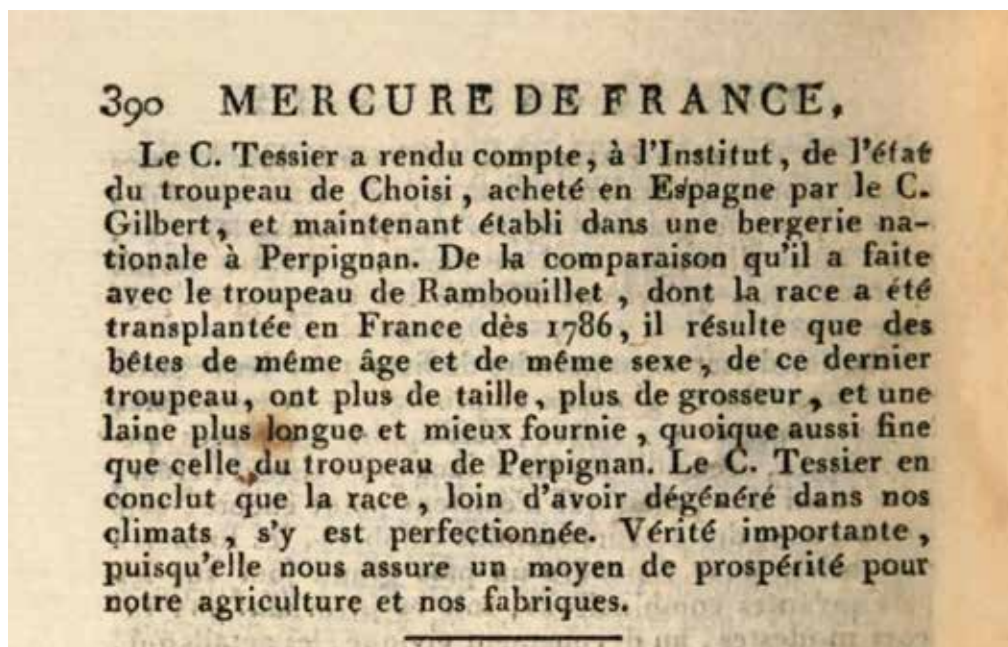 390 MERCURE DE FRANCE,
Le C. Tessier a rendu compte, à l'Institut, de l'état
du troupeau de Choisi, acheté en Espagne par le C.
Gilbert, et maintenant établi dans une bergerie na-
tionale à Perpignan. De la comparaison qu'il a faite
avec le troupeau de Rambouillet, dont la race a été
transplantée en France dès 1786, il résulte que des
bêtes de même âge et de même sexe, de ce dernier
troupeau, ont plus de taille, plus de grosseur, et une
laine plus longue et mieux fournie, quoique aussi fine
que celle du troupeau de Perpignan. Le C. Tessier en
conclut que la race, loin d'avoir dégénéré dans nos
climats, s'y est perfectionnée. Vérité importante,
puisqu'elle nous assure un moyen de prospérité pour
notre agriculture et nos fabriques.